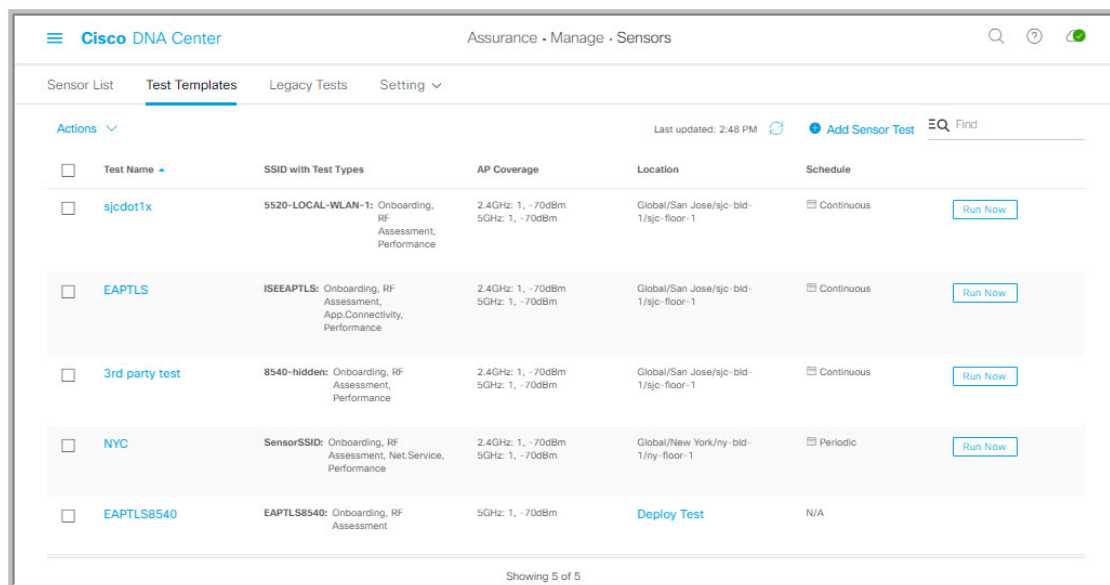 Cisco DNA Center
Assurance • Manage • Sensors
Sensor List Test Templates Legacy Tests Setting
Actions
Last updated: 2:48 PM
Add Sensor Test
Find
Test Name SSID with Test Types AP Coverage Location Schedule
sjcdot1x
5520-LOCAL-WLAN-1: Onboarding,
RF
Assessment,
Performance
2.4GHz: 1, -70dBm
5GHz: 1, -70dBm
Global/San Jose/sjc-bld-
1/sjc-floor-1
Continuous
Run Now
EAPTLS
ISEEAPTLS: Onboarding, RF
Assessment,
App.Connectivity,
Performance
2.4GHz: 1, -70dBm
5GHz: 1, -70dBm
Global/San Jose/sjc-bld-
1/sjc-floor-1
Continuous
Run Now
3rd party test
8540-hidden: Onboarding, RF
Assessment,
Performance
2.4GHz: 1, -70dBm
5GHz: 1, -70dBm
Global/San Jose/sjc-bld-
1/sjc-floor-1
Continuous
Run Now
NYC
SensorSSID: Onboarding, RF
Assessment, Net.Service,
Performance
2.4GHz: 1, -70dBm
5GHz: 1, -70dBm
Global/New York/ny-bld-
1/ny-floor-1
Periodic
Run Now
EAPTLS8540
EAPTLS8540: Onboarding, RF
Assessment
5GHz: 1, -70dBm
Deploy Test
N/A
Showing 5 of 5